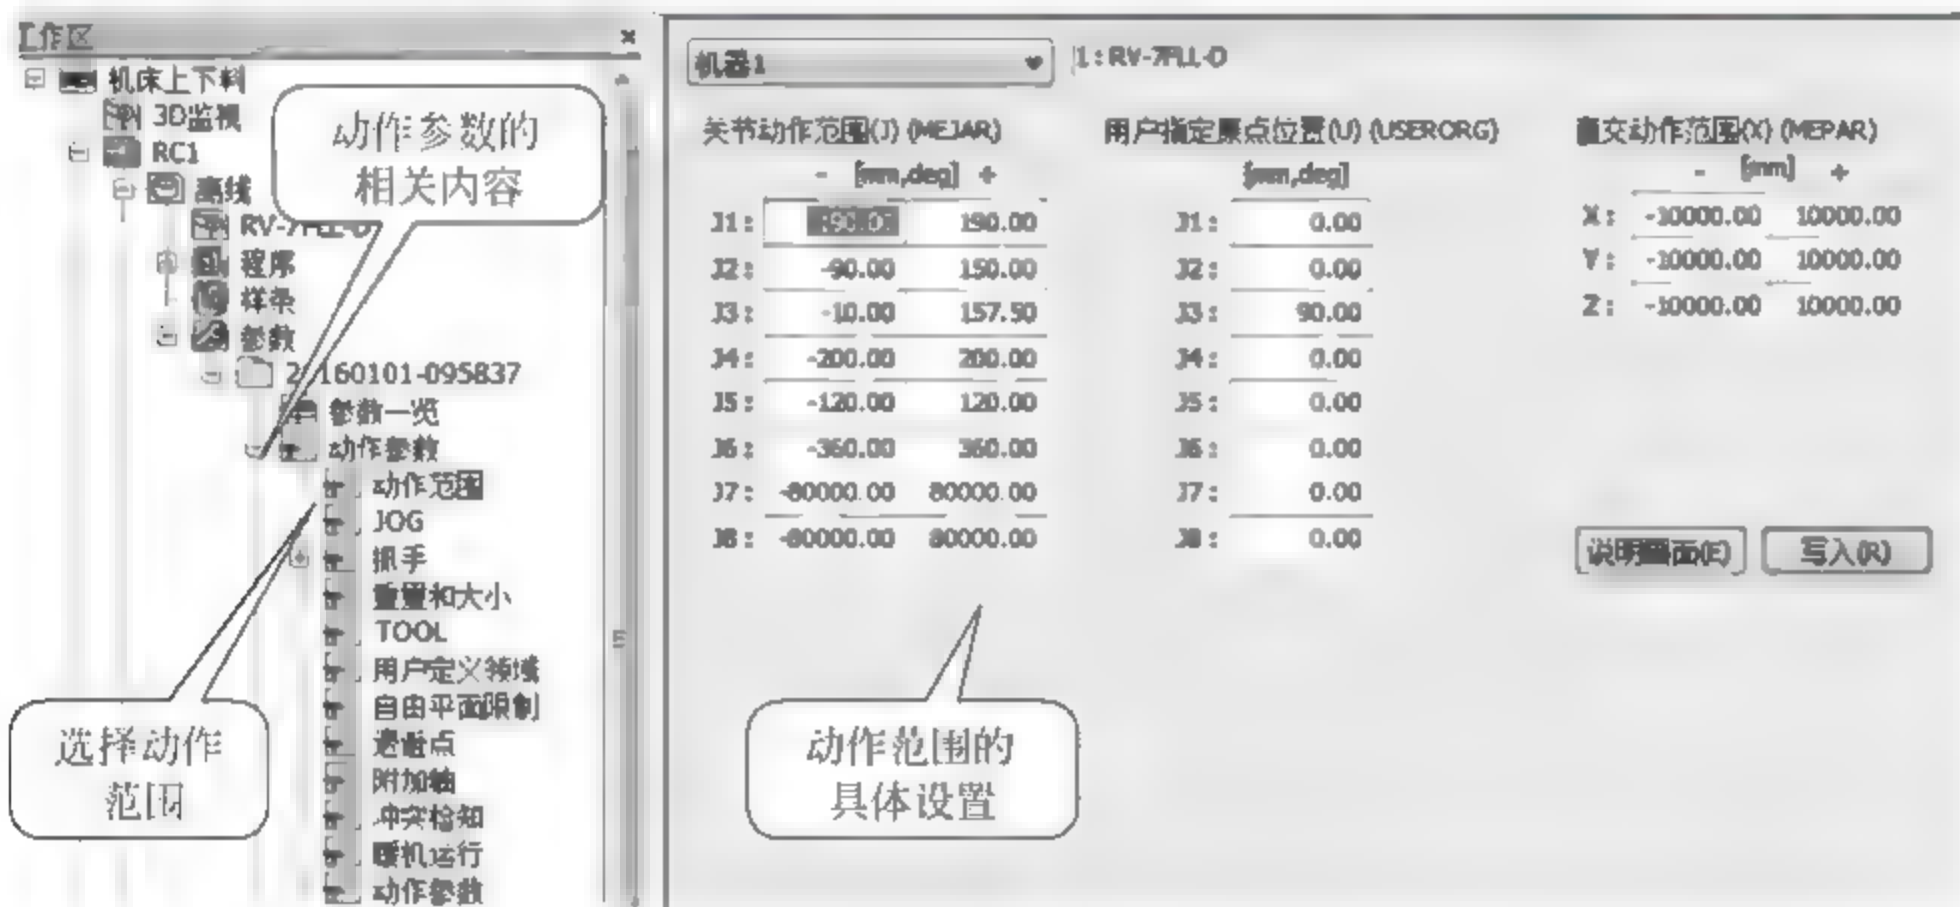 工作区
机床上下料
3D监视
RC1
离线
程序
样条
参数
参数一览
动作参数
动作范围
JOG
抓手
重量和大小
TOOL
用户定义领域
自由平面限制
退避点
附加轴
冲突检知
暖机运行
动作参数
动作参数的
相关内容
选择动作
范围
机器1
1:RV-7FLL-D
关节动作范围(J) (MEJAR)
- [mm,deg] +
J1: 190.00
J2: -90.00 150.00
J3: -10.00 157.50
J4: -200.00 200.00
J5: -120.00 120.00
J6: -360.00 360.00
J7: -80000.00 80000.00
J8: -80000.00 80000.00
用户指定原点位置(U) (USERORG)
[mm,deg]
J1: 0.00
J2: 0.00
J3: 90.00
J4: 0.00
J5: 0.00
J6: 0.00
J7: 0.00
J8: 0.00
直交动作范围(X) (MEPAR)
- [mm] +
X: -10000.00 10000.00
Y: -10000.00 10000.00
Z: -10000.00 10000.00
说明画面(E)
写入(R)
动作范围的
具体设置